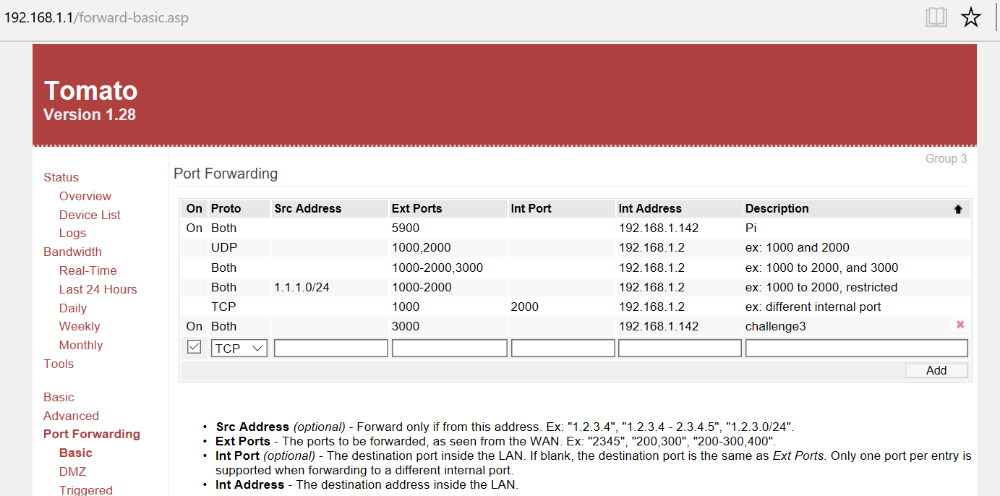 192.168.1.1/forward-basic.asp
Tomato
Version 1.28
Group 3
Status
Overview
Device List
Logs
Bandwidth
Real-Time
Last 24 Hours
Daily
Weekly
Monthly
Tools
Basic
Advanced
Port Forwarding
Basic
DMZ
Triggered
Port Forwarding
On Proto Src Address Ext Ports Int Port Int Address Description
On Both 5900 192.168.1.142 Pi
UDP 1000,2000 192.168.1.2 ex: 1000 and 2000
Both 1000-2000,3000 192.168.1.2 ex: 1000 to 2000, and 3000
Both 1.1.1.0/24 1000-2000 192.168.1.2 ex: 1000 to 2000, restricted
TCP 1000 2000 192.168.1.2 ex: different internal port
On Both 3000 192.168.1.142 challenge3
TCP
Add
• Src Address (optional) - Forward only if from this address. Ex: "1.2.3.4", "1.2.3.4 - 2.3.4.5", "1.2.3.0/24".
• Ext Ports - The ports to be forwarded, as seen from the WAN. Ex: "2345", "200,300", "200-300,400".
• Int Port (optional) - The destination port inside the LAN. If blank, the destination port is the same as Ext Ports. Only one port per entry is
supported when forwarding to a different internal port.
• Int Address - The destination address inside the LAN.